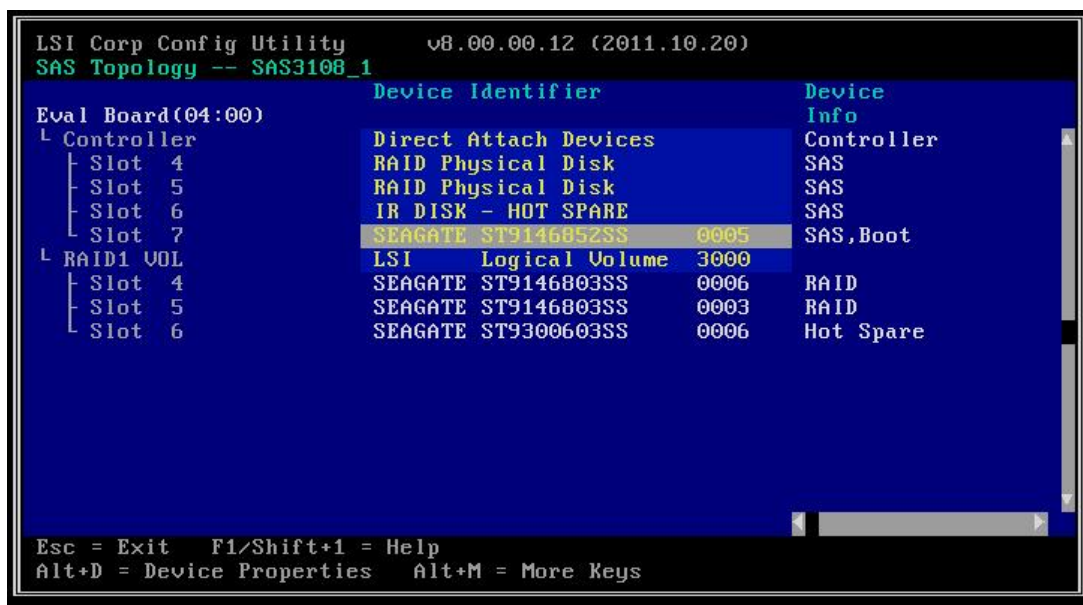 LSI Corp Config Utility v8.00.00.12 (2011.10.20)
SAS Topology -- SAS3108_1
Device Identifier Device
Eval Board(04:00) Info
└ Controller Direct Attach Devices Controller
├ Slot 4 RAID Physical Disk SAS
├ Slot 5 RAID Physical Disk SAS
├ Slot 6 IR DISK - HOT SPARE SAS
└ Slot 7 SEAGATE ST9146852SS 0005 SAS,Boot
└ RAID1 VOL LSI Logical Volume 3000
├ Slot 4 SEAGATE ST9146803SS 0006 RAID
├ Slot 5 SEAGATE ST9146803SS 0003 RAID
└ Slot 6 SEAGATE ST9300603SS 0006 Hot Spare
Esc = Exit F1/Shift+1 = Help
Alt+D = Device Properties Alt+M = More Keys